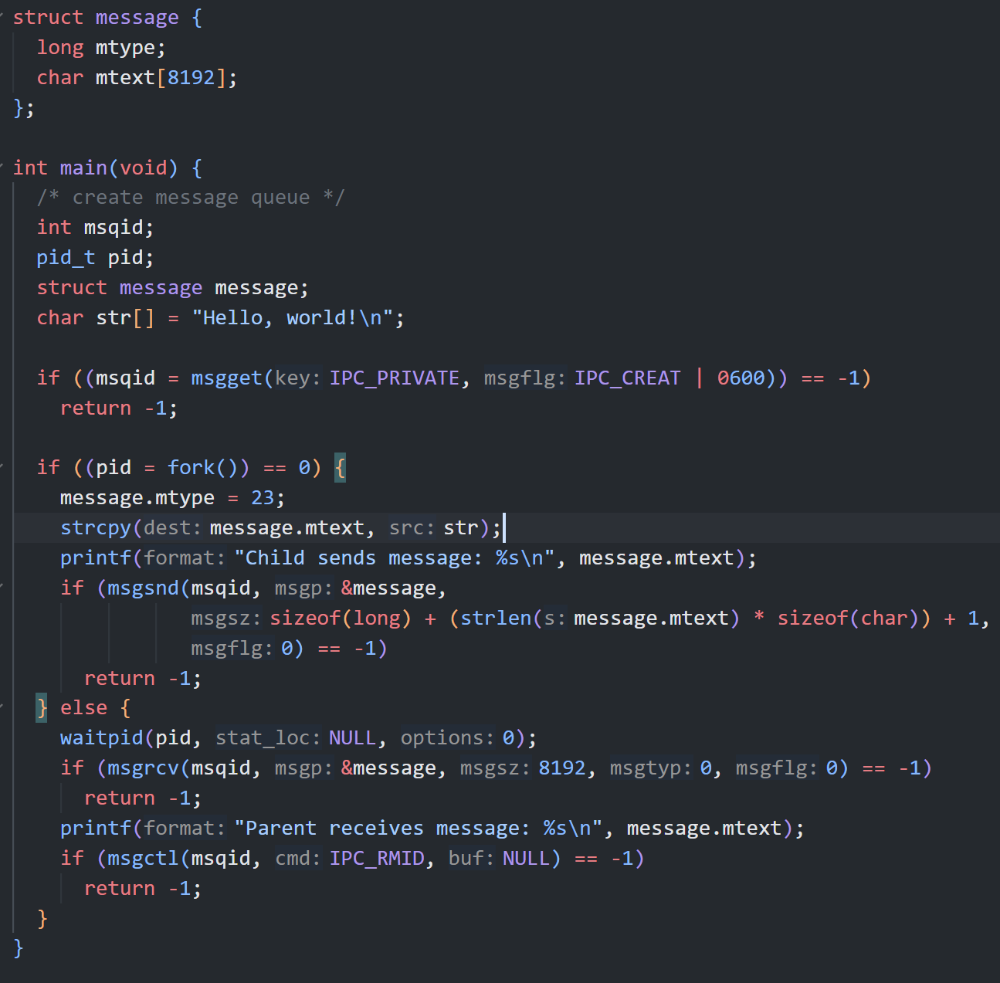 struct message {
  long mtype;
  char mtext[8192];
};

int main(void) {
  /* create message queue */
  int msqid;
  pid_t pid;
  struct message message;
  char str[] = "Hello, world!\n";

  if ((msqid = msgget(key: IPC_PRIVATE, msgflg: IPC_CREAT | 0600)) == -1)
    return -1;

  if ((pid = fork()) == 0) {
    message.mtype = 23;
    strcpy(dest: message.mtext, src: str);
    printf(format: "Child sends message: %s\n", message.mtext);
    if (msgsnd(msqid, msgp: &message,
               msgsz: sizeof(long) + (strlen(s: message.mtext) * sizeof(char)) + 1,
               msgflg: 0) == -1)
      return -1;
  } else {
    waitpid(pid, stat_loc: NULL, options: 0);
    if (msgrcv(msqid, msgp: &message, msgsz: 8192, msgtyp: 0, msgflg: 0) == -1)
      return -1;
    printf(format: "Parent receives message: %s\n", message.mtext);
    if (msgctl(msqid, cmd: IPC_RMID, buf: NULL) == -1)
      return -1;
  }
}